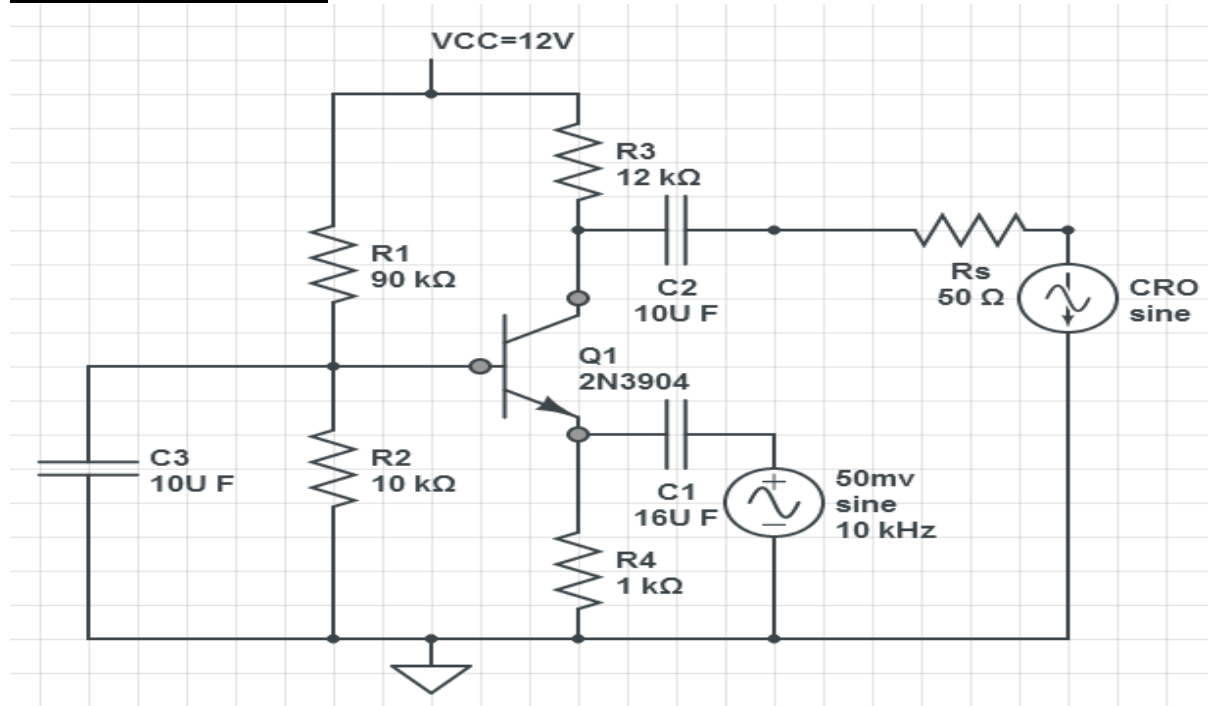 VCC=12V
R3
12 kΩ
R1
90 kΩ
C2
10U F
Rs
50 Ω
CRO
sine
Q1
2N3904
C3
10U F
R2
10 kΩ
C1
16U F
50mv
sine
10 kHz
R4
1 kΩ